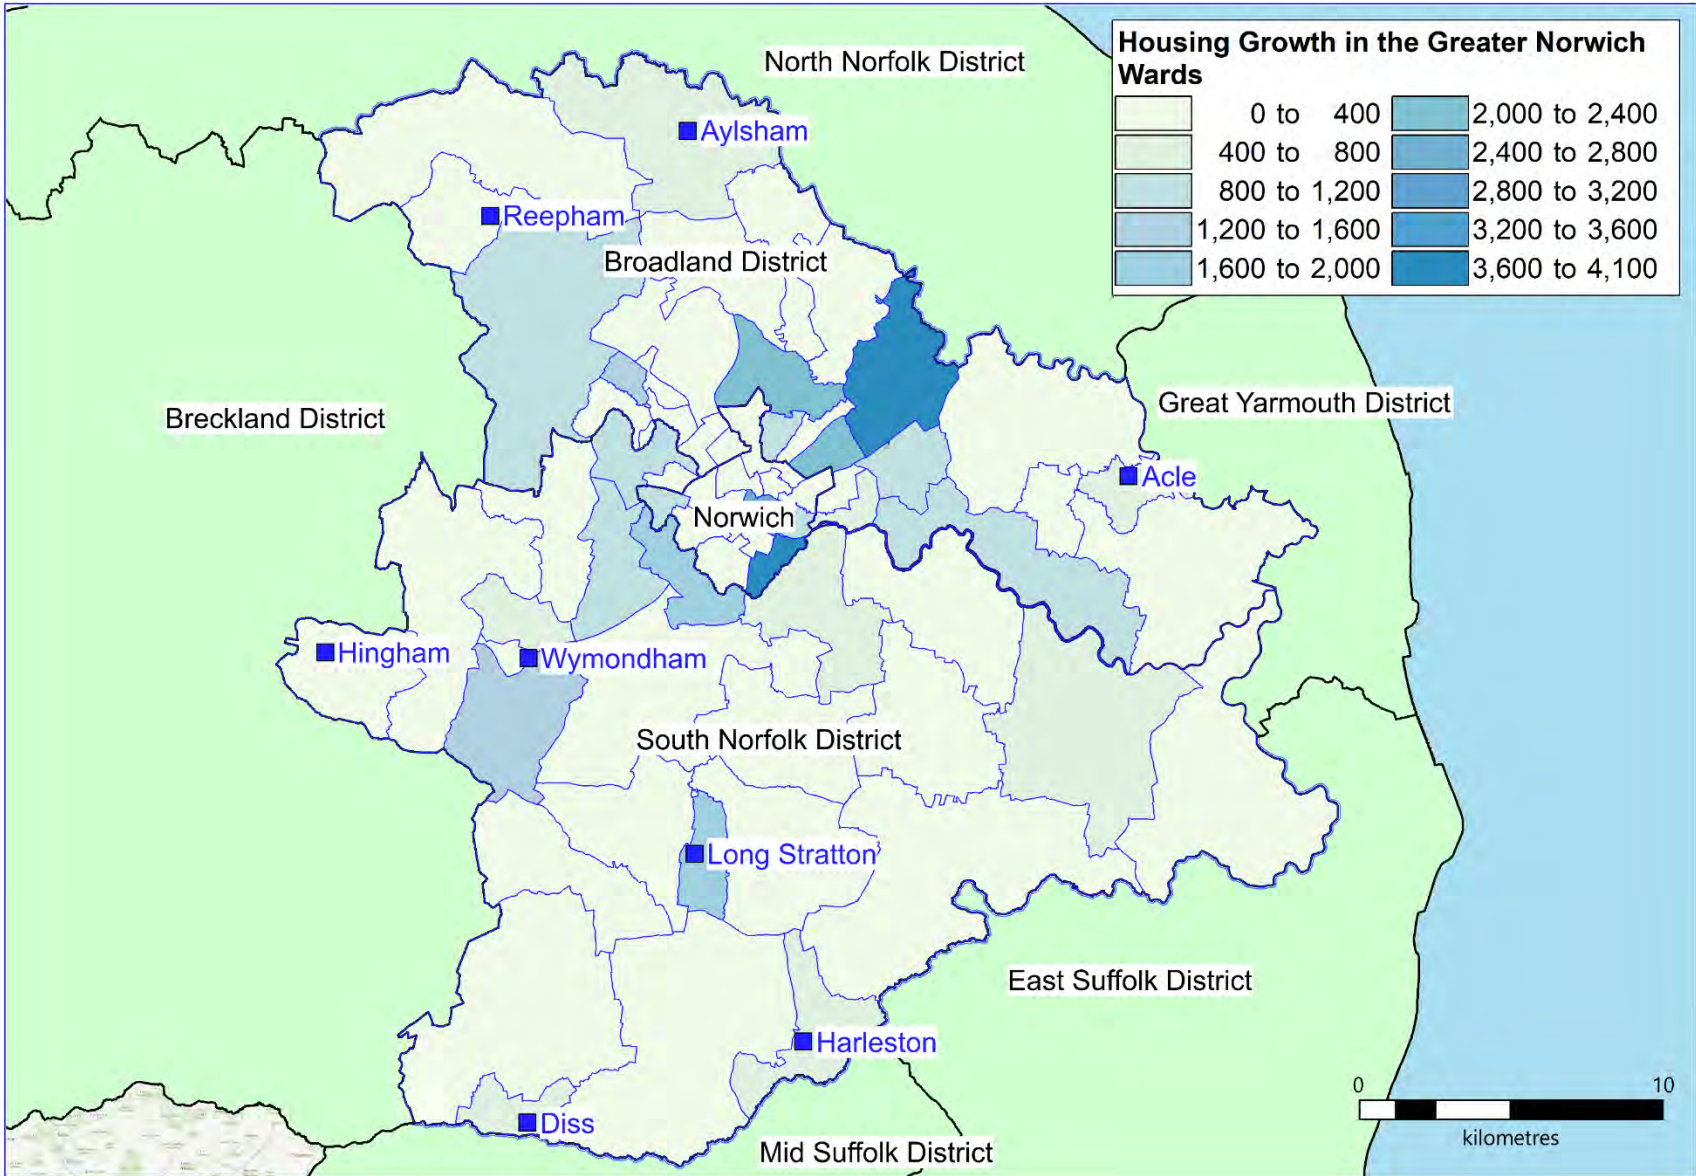 Housing Growth in the Greater Norwich
Wards
0 to 400
2,000 to 2,400
400 to 800
2,400 to 2,800
800 to 1,200
2,800 to 3,200
1,200 to 1,600
3,200 to 3,600
1,600 to 2,000
3,600 to 4,100
North Norfolk District
Aylsham
Reepham
Broadland District
Breckland District
Great Yarmouth District
Acle
Norwich
Hingham
Wymondham
South Norfolk District
Long Stratton
East Suffolk District
Harleston
Diss
Mid Suffolk District
0 10
kilometres